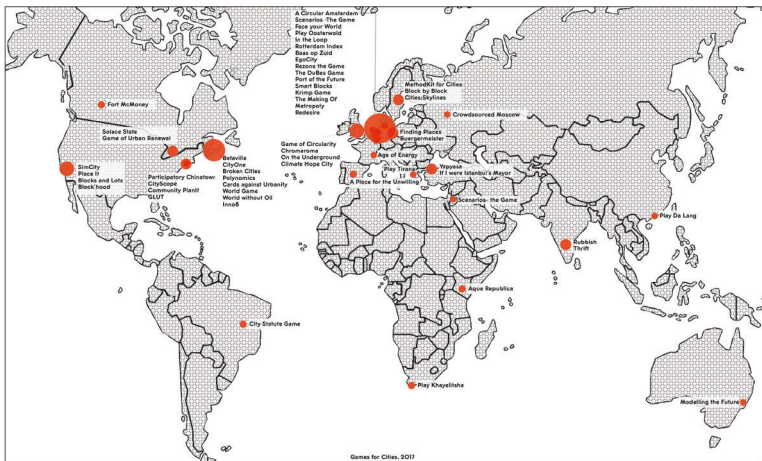 A Circular Amsterdam
Scenarios -The Game
Face your World
Play Oosterwold
In the Loop
Rotterdam Index
Baas op Zuid
EgoCity
Rezone the Game
The DuBes Game
Port of the Future
Smart Blocks
Krimp Game
The Making Of
Metropoly
Redesire
MethodKit for Cities
Block by Block
Cities:Skylines
Crowdsourced Moscow
Fort McMoney
Solace State
Game of Urban Renewal
SimCity
Place It
Blocks and Lots
Block'hood
Participatory Chinatown
CityScope
Community PlanIt
GLUT
Betaville
CityOne
Broken Cities
Polynomics
Cards against Urbanity
World Game
World without Oil
Inno8
Game of Circularity
Chromaroma
On the Underground
Climate Hope City
Finding Places
Buergermeister
Age of Energy
Play Tirana
A Place for the Unwilling
Yapyasa
If I were Istanbul's Mayor
Scenarios- the Game
Play Da Lang
Rubbish
Thrift
Aqua Republica
City Statute Game
Play Khayelitsha
Modelling the Future
Games for Cities, 2017